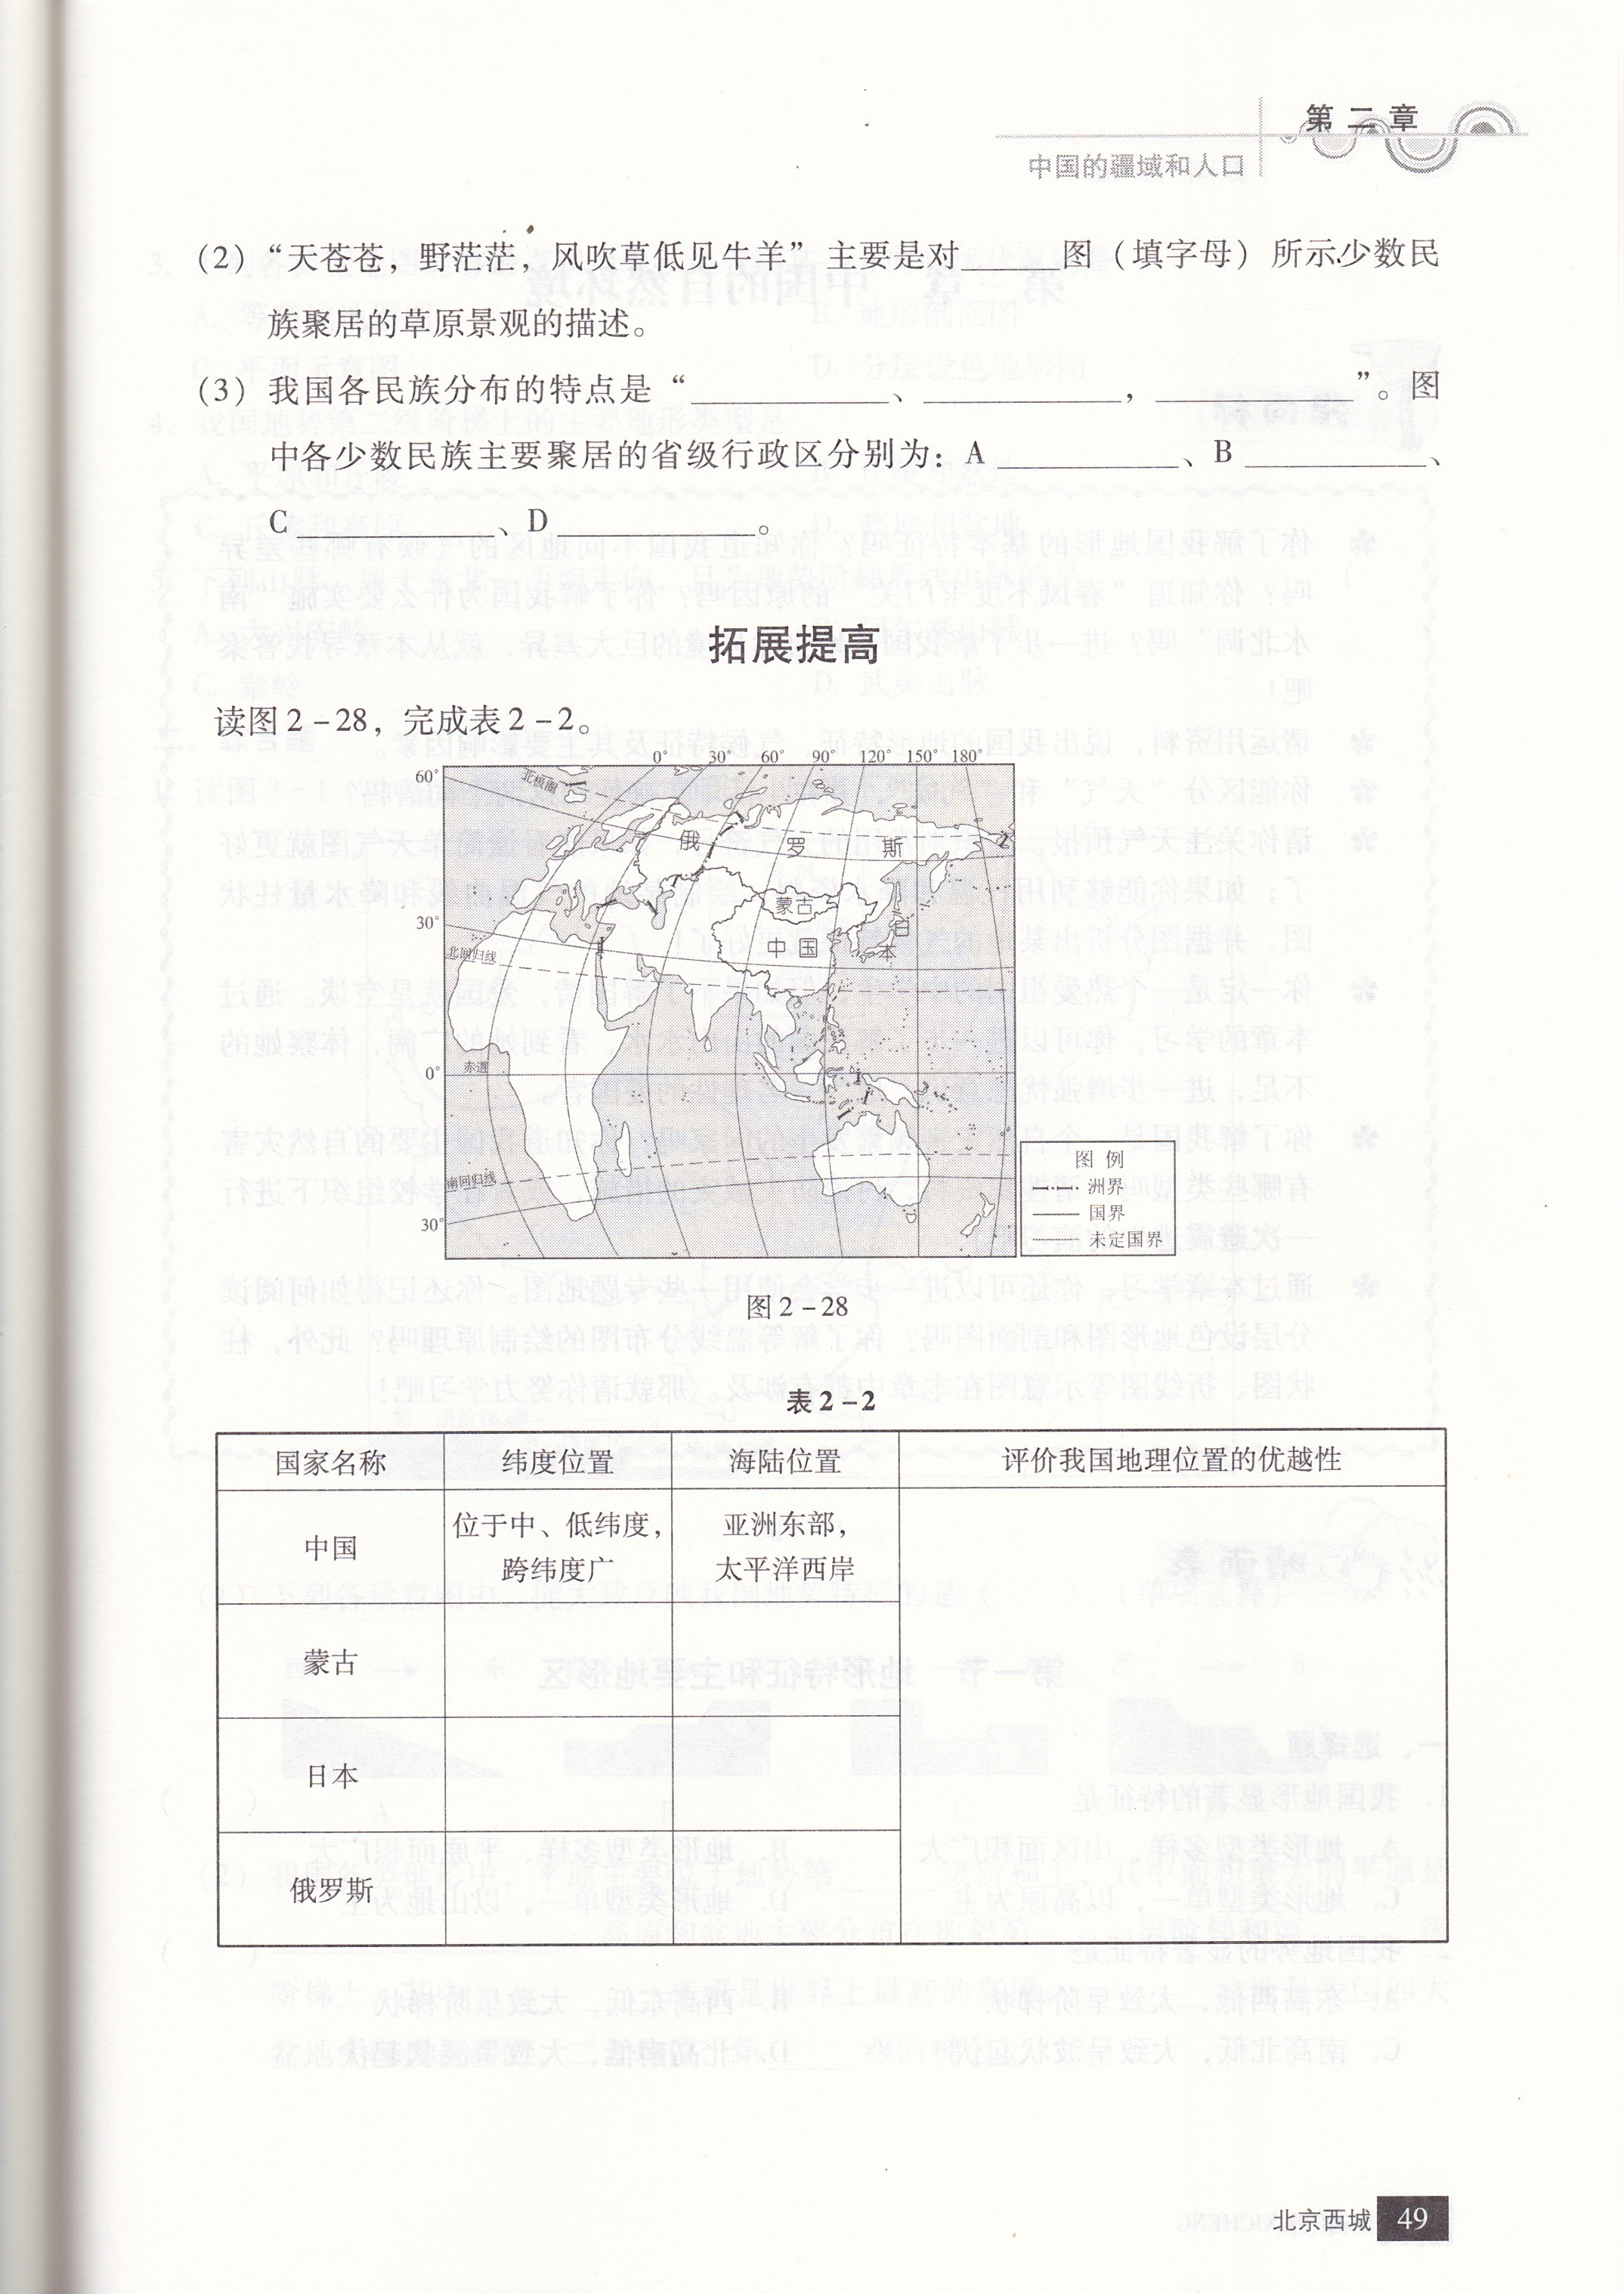 第二章
中国的疆域和人口
(2)“天苍苍，野茫茫，风吹草低见牛羊”主要是对______图（填字母）所示少数民
族聚居的草原景观的描述。
(3) 我国各民族分布的特点是“____________、____________，____________”。图
中各少数民族主要聚居的省级行政区分别为：A ____________、B ____________、
C ____________、D ____________。
拓展提高
读图2-28，完成表2-2。
0° 30° 60° 90° 120° 150° 180°
60°
北极圈
俄 罗 斯
蒙古
30°
中国
日本
北回归线
0°
赤道
南回归线
30°
图例
洲界
国界
未定国界
图2-28
表2-2
国家名称 纬度位置 海陆位置 评价我国地理位置的优越性
中国 位于中、低纬度，跨纬度广 亚洲东部，太平洋西岸
蒙古
日本
俄罗斯
北京西城 49